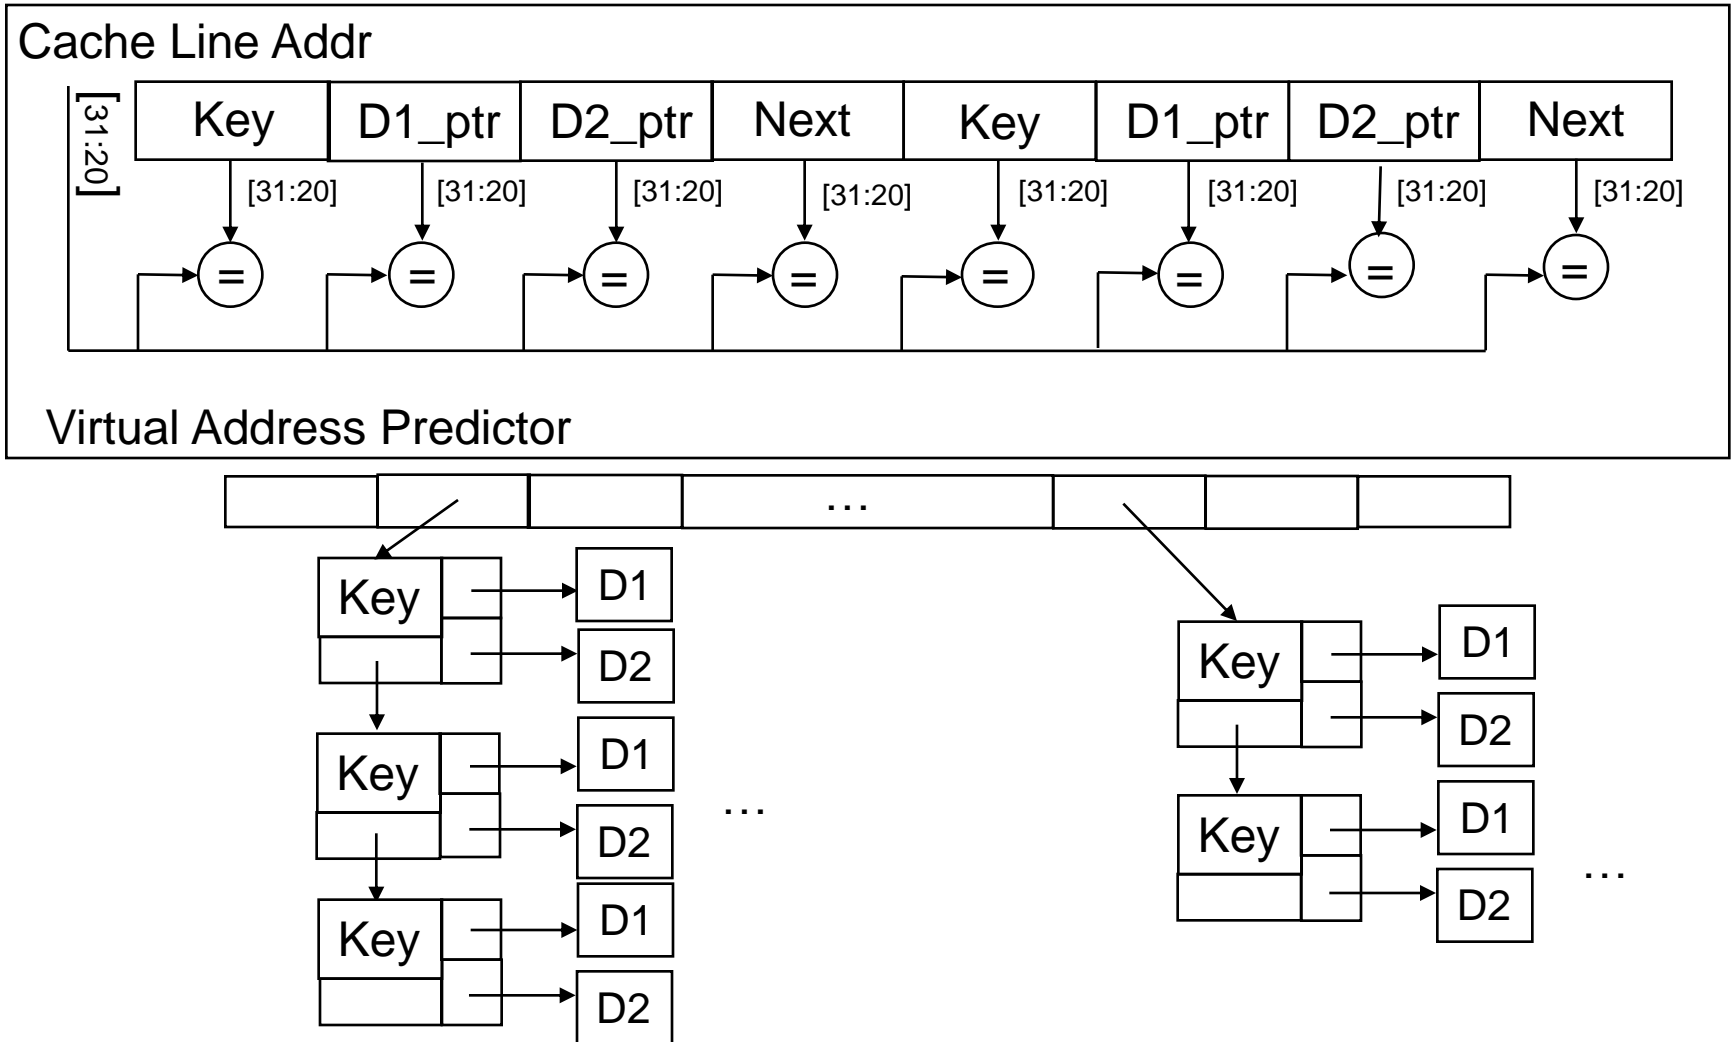 Cache Line Addr
[31:20]
Key D1_ptr D2_ptr Next Key D1_ptr D2_ptr Next
[31:20] [31:20] [31:20] [31:20] [31:20] [31:20] [31:20] [31:20]
= = = = = = = =
Virtual Address Predictor
...
Key D1
D2
Key D1
D2
Key D1
D2
...
Key D1
D2
Key D1
D2
...